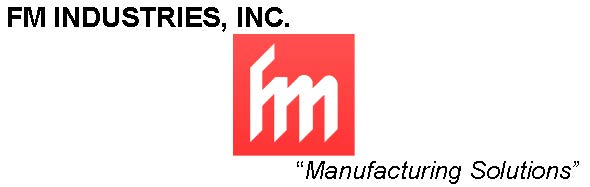 FM INDUSTRIES, INC.
fm
“Manufacturing Solutions”